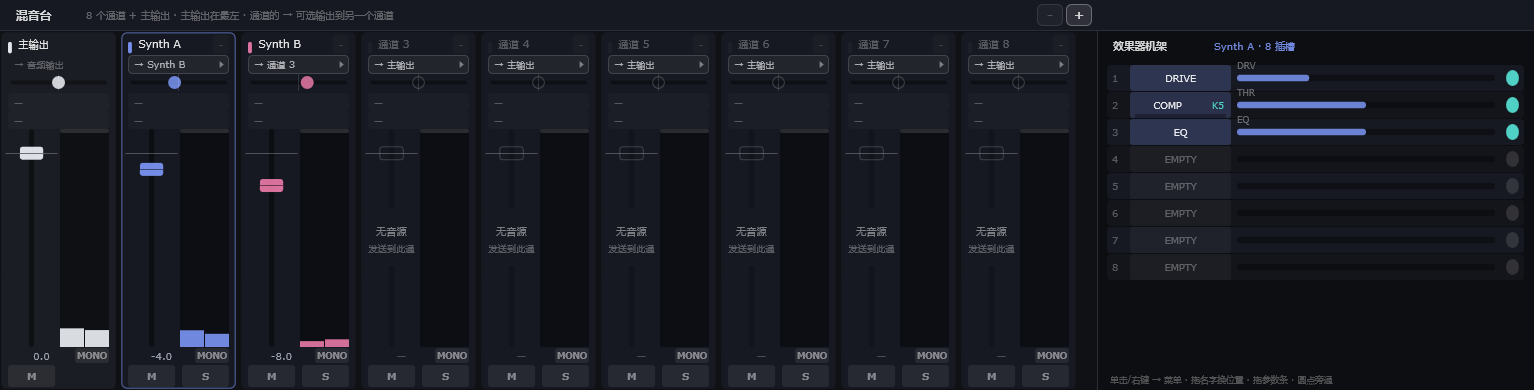 混音台
8 个通道 + 主输出 · 主输出在最左 · 通道的 → 可选输出到另一个通道
-
+
主输出
→ 音频输出
—
—
0.0
MONO
M
Synth A
-
→ Synth B
—
—
-4.0
MONO
M
S
Synth B
-
→ 通道 3
—
—
-8.0
MONO
M
S
通道 3
-
→ 主输出
—
—
无音源
发送到此通
—
MONO
M
S
通道 4
-
→ 主输出
—
—
无音源
发送到此通
—
MONO
M
S
通道 5
-
→ 主输出
—
—
无音源
发送到此通
—
MONO
M
S
通道 6
-
→ 主输出
—
—
无音源
发送到此通
—
MONO
M
S
通道 7
-
→ 主输出
—
—
无音源
发送到此通
—
MONO
M
S
通道 8
-
→ 主输出
—
—
无音源
发送到此通
—
MONO
M
S
效果器机架
Synth A · 8 插槽
1 DRIVE DRV
2 COMP K5 THR
3 EQ EQ
4 EMPTY
5 EMPTY
6 EMPTY
7 EMPTY
8 EMPTY
单击/右键 → 菜单 · 拖名字换位置 · 拖参数条 · 圆点旁通